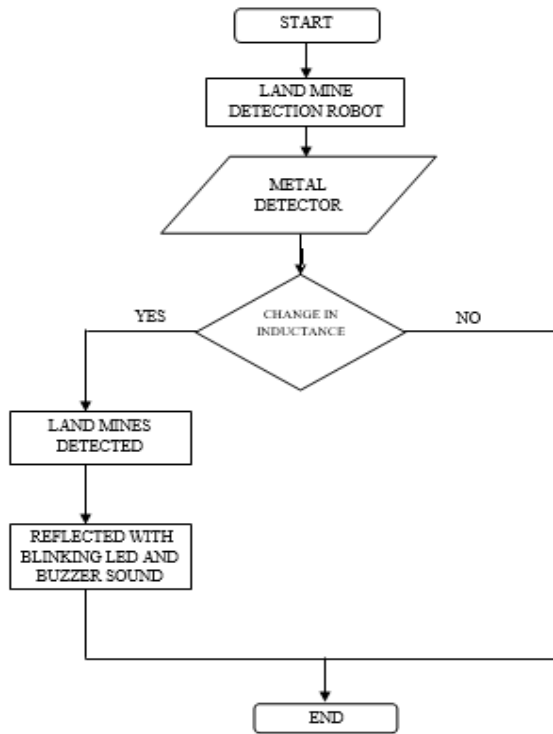 START
LAND MINE
DETECTION ROBOT
METAL
DETECTOR
CHANGE IN
INDUCTANCE
YES
NO
LAND MINES
DETECTED
REFLECTED WITH
BLINKING LED AND
BUZZER SOUND
END